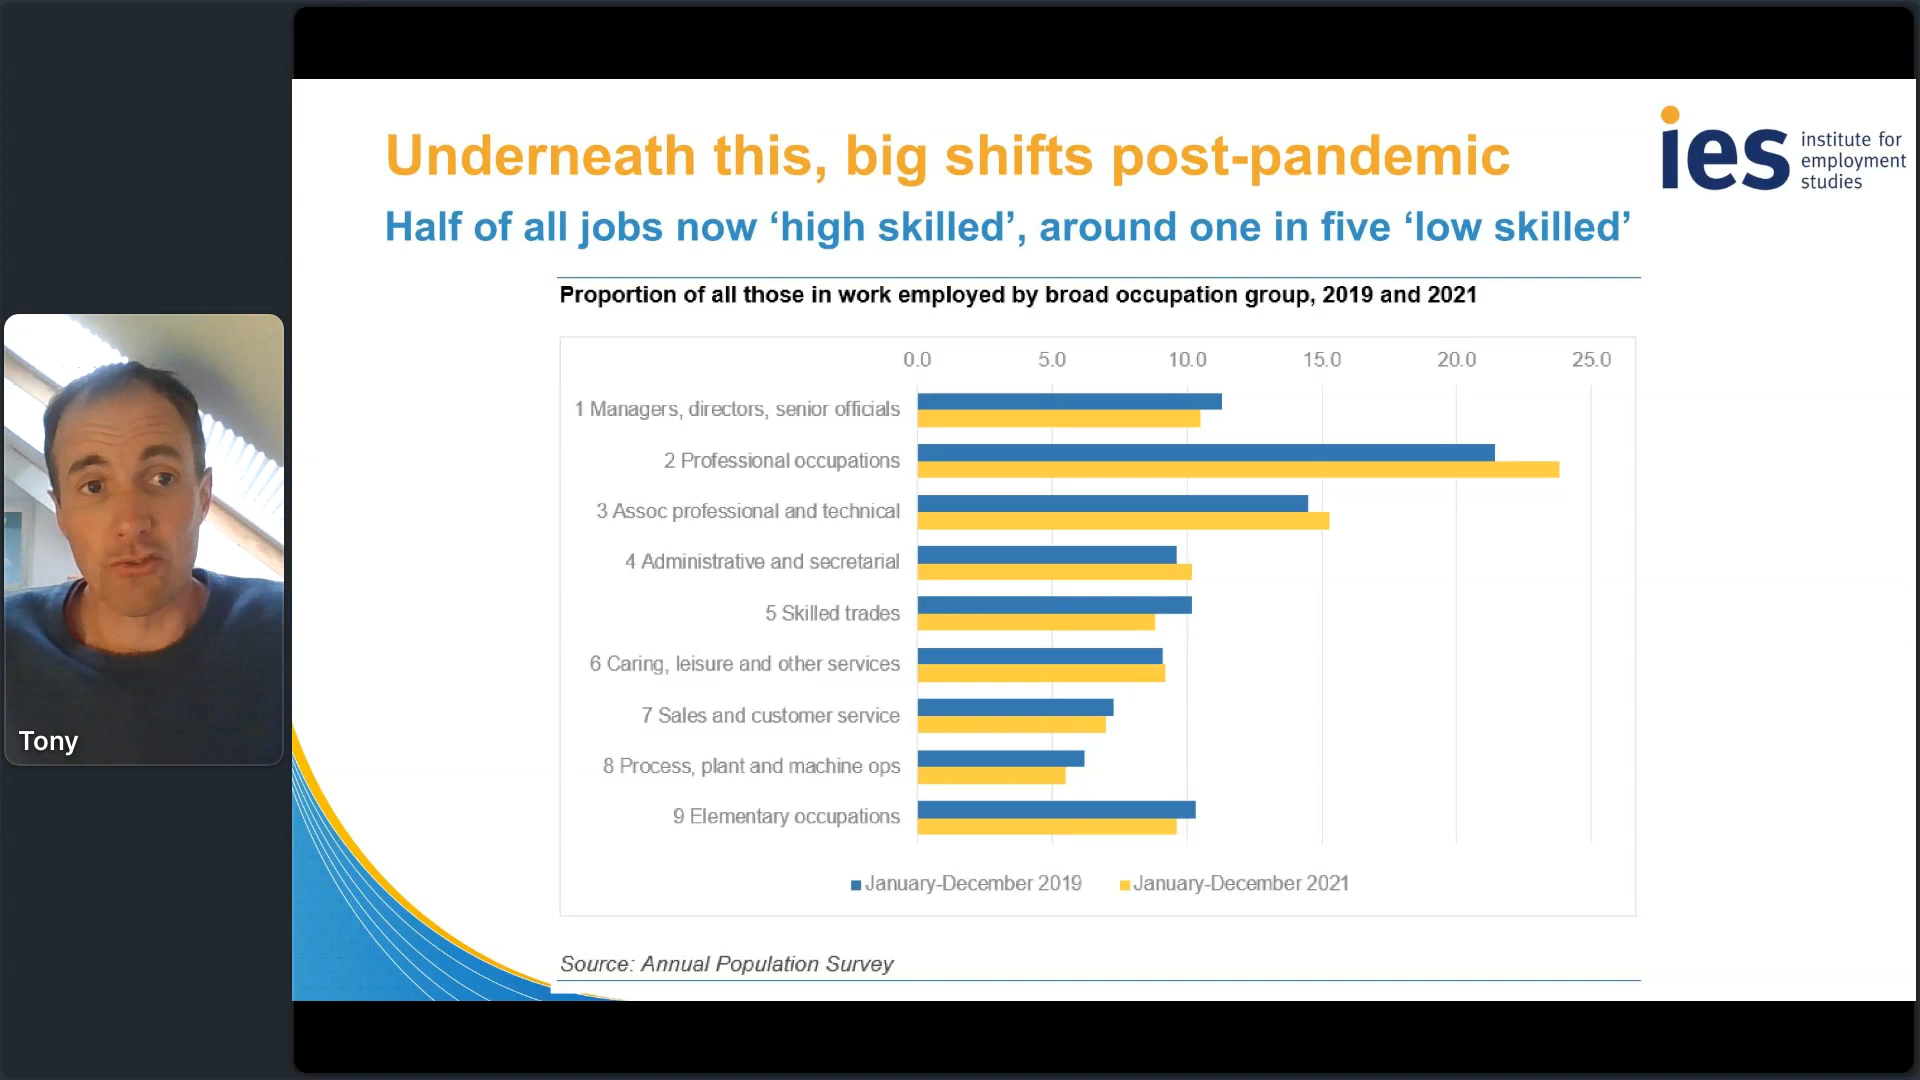 Underneath this, big shifts post-pandemic
Half of all jobs now ‘high skilled’, around one in five ‘low skilled’
ies
institute for
employment
studies
Proportion of all those in work employed by broad occupation group, 2019 and 2021
0.0 5.0 10.0 15.0 20.0 25.0
1 Managers, directors, senior officials
2 Professional occupations
3 Assoc professional and technical
4 Administrative and secretarial
5 Skilled trades
6 Caring, leisure and other services
7 Sales and customer service
8 Process, plant and machine ops
9 Elementary occupations
January-December 2019 January-December 2021
Source: Annual Population Survey
Tony